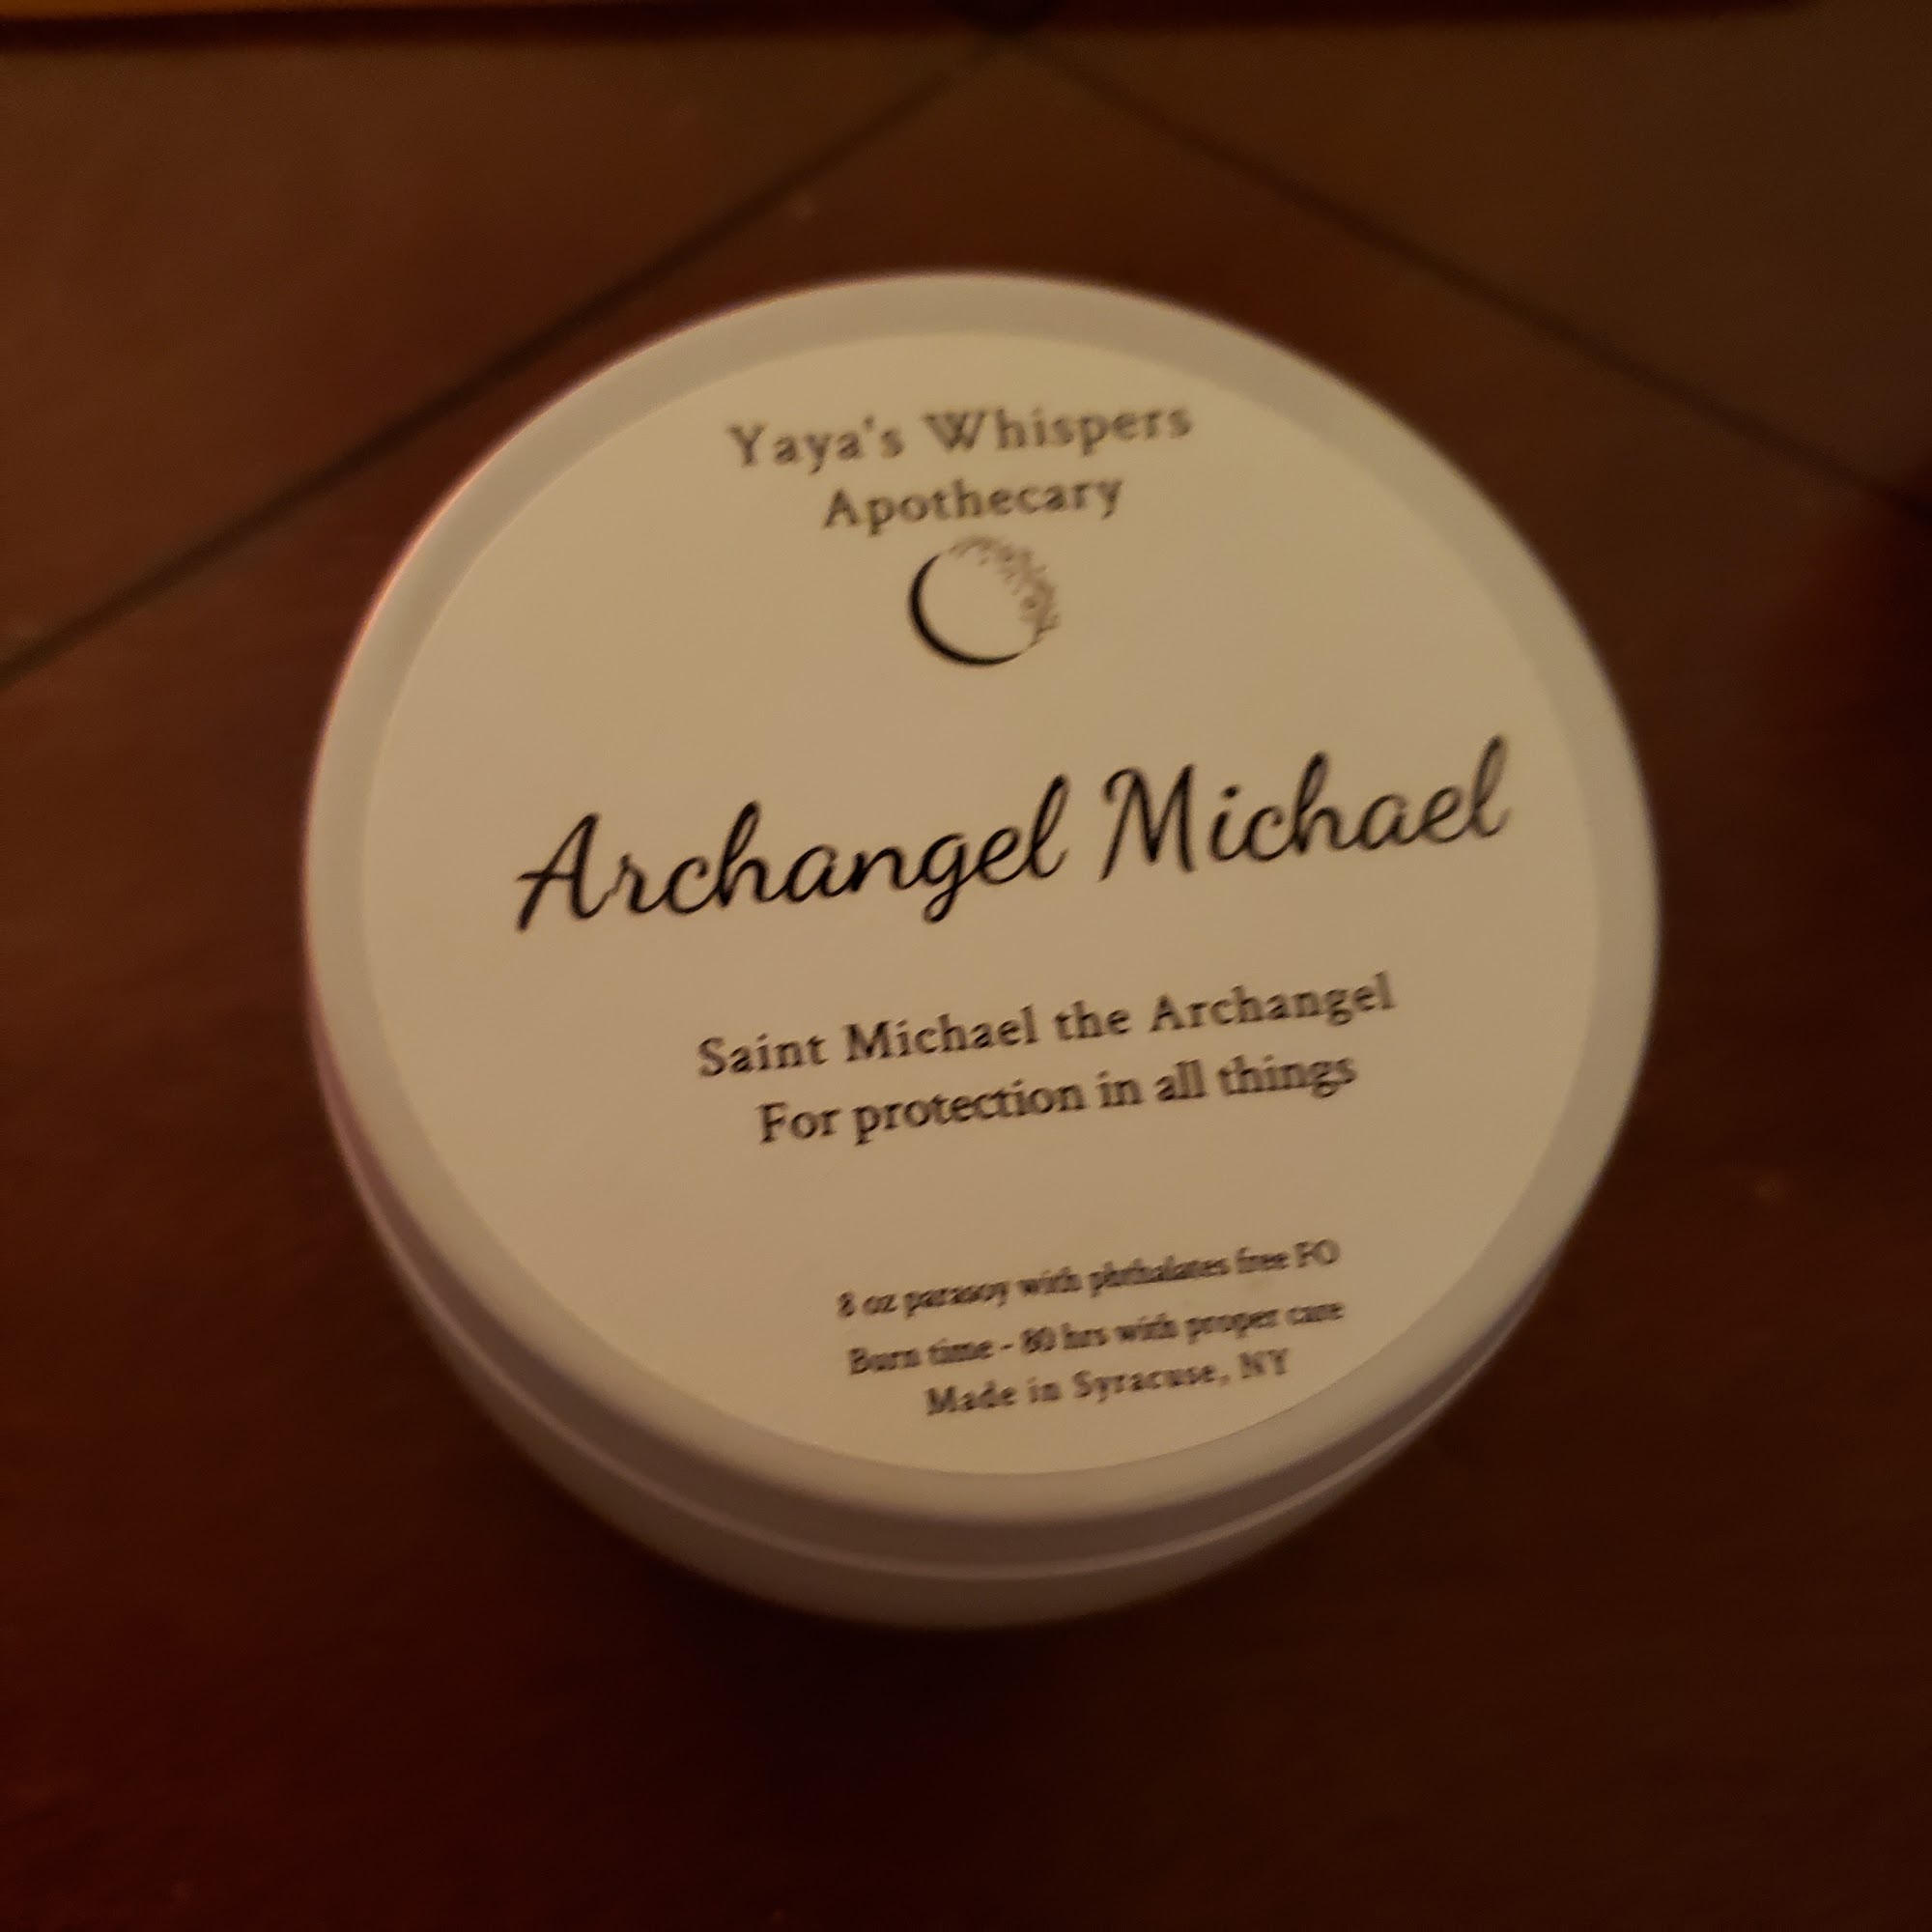 Yaya's Whispers
Apothecary
Archangel Michael
Saint Michael the Archangel
For protection in all things
8 oz parasoy with phthalates free FO
Burn time - 80 hrs with proper care
Made in Syracuse, NY